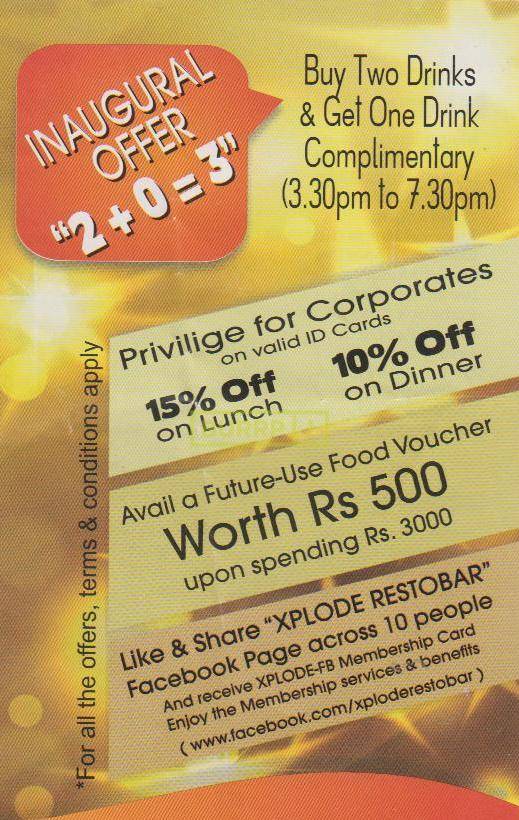 INAUGURAL
OFFER
"2+0=3"
Buy Two Drinks
& Get One Drink
Complimentary
(3.30pm to 7.30pm)
Privilige for Corporates
on valid ID Cards
15% Off
on Lunch
10% Off
on Dinner
Avail a Future-Use Food Voucher
Worth Rs 500
upon spending Rs. 3000
Like & Share "XPLODE RESTOBAR"
Facebook Page across 10 people
And receive XPLODE-FB Membership Card
Enjoy the Membership services & benefits
( www.facebook.com/xploderestobar )
*For all the offers, terms & conditions apply